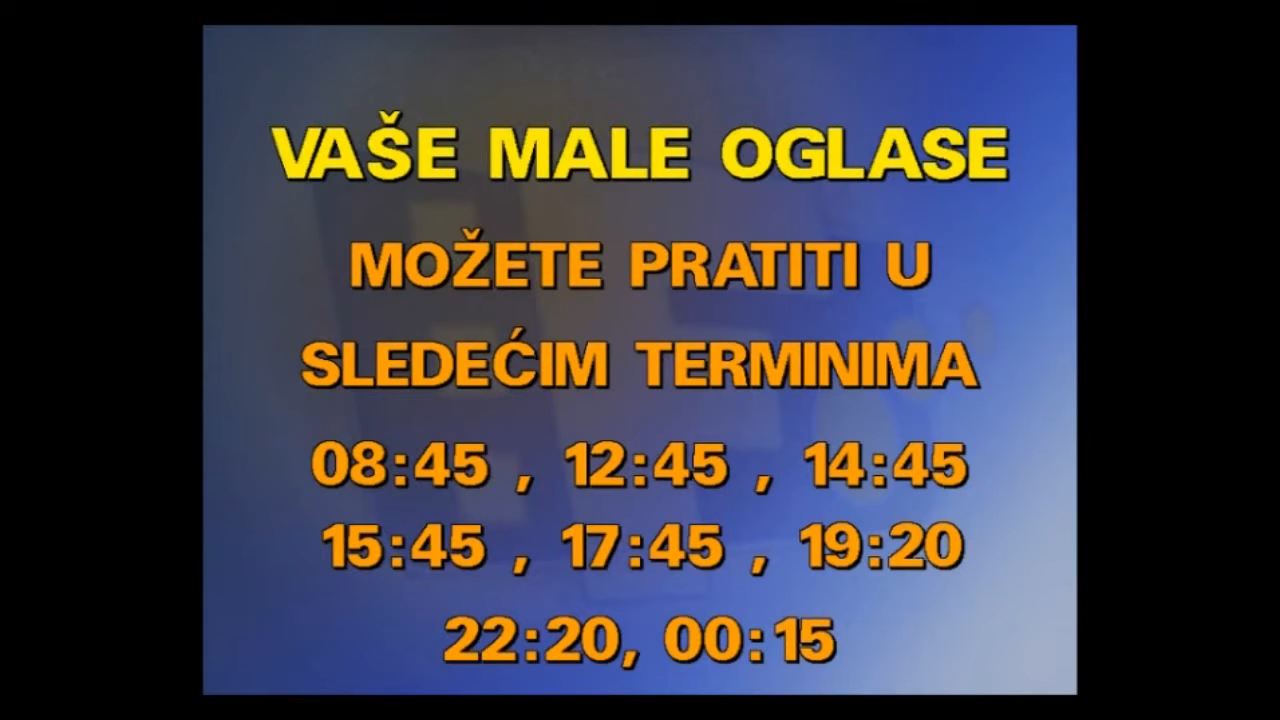 VAŠE MALE OGLASE
MOŽETE PRATITI U
SLEDEĆIM TERMINIMA
08:45 , 12:45 , 14:45
15:45 , 17:45 , 19:20
22:20, 00:15